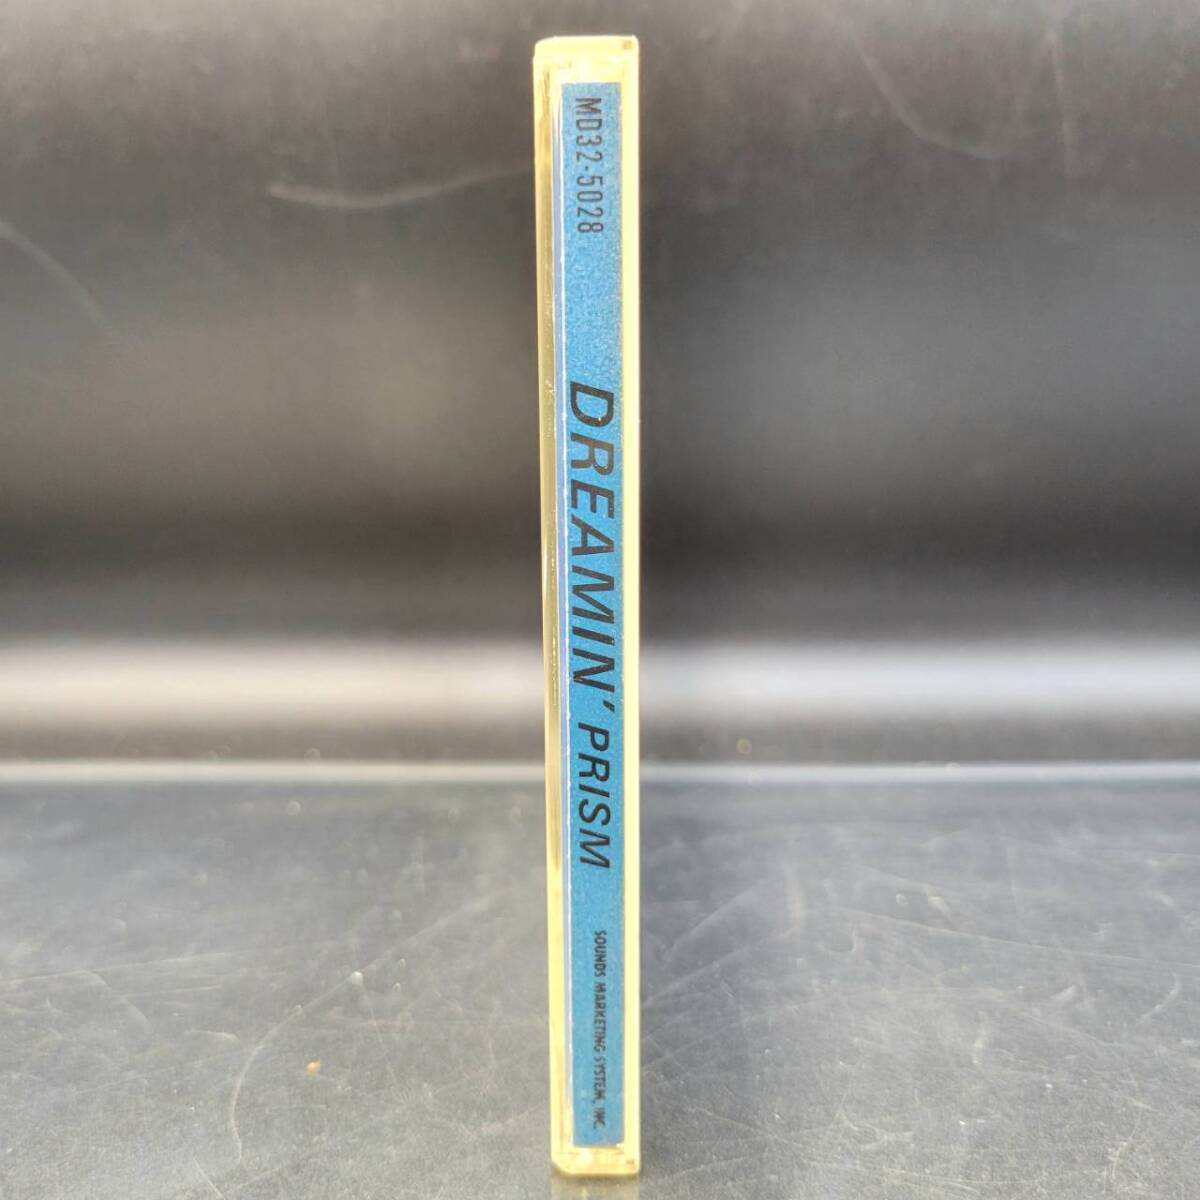 MD32-5028
DREAMIN' PRISM
SOUNDS MARKETING SYSTEM, INC.